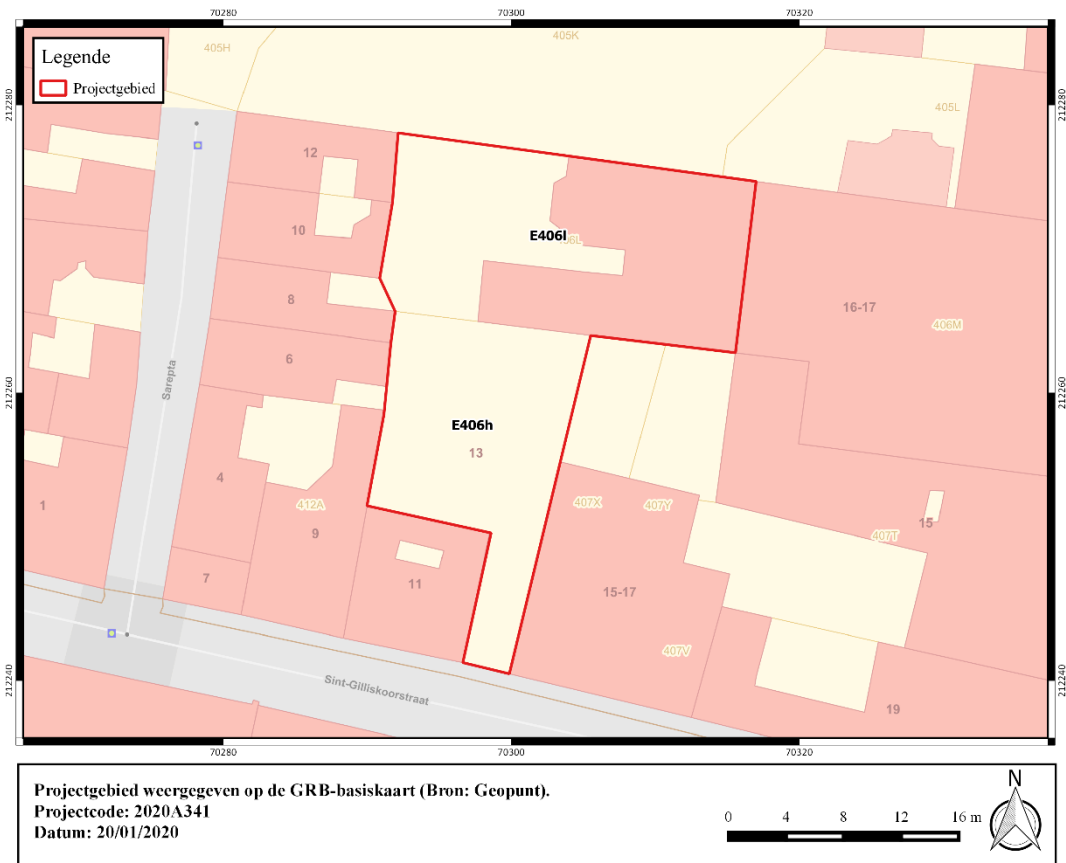 70280
70300
70320
405H
405K
Legende
Projectgebied
212280
212280
405L
12
10
E406l
406L
8
16-17
406M
6
Sarepta
212260
212260
E406h
13
4
1
412A
9
407X
407Y
15
407T
7
11
15-17
407V
212240
212240
Sint-Gilliskoorstraat
19
70280
70300
70320
Projectgebied weergegeven op de GRB-basiskaart (Bron: Geopunt).
Projectcode: 2020A341
Datum: 20/01/2020
0 4 8 12 16 m
N